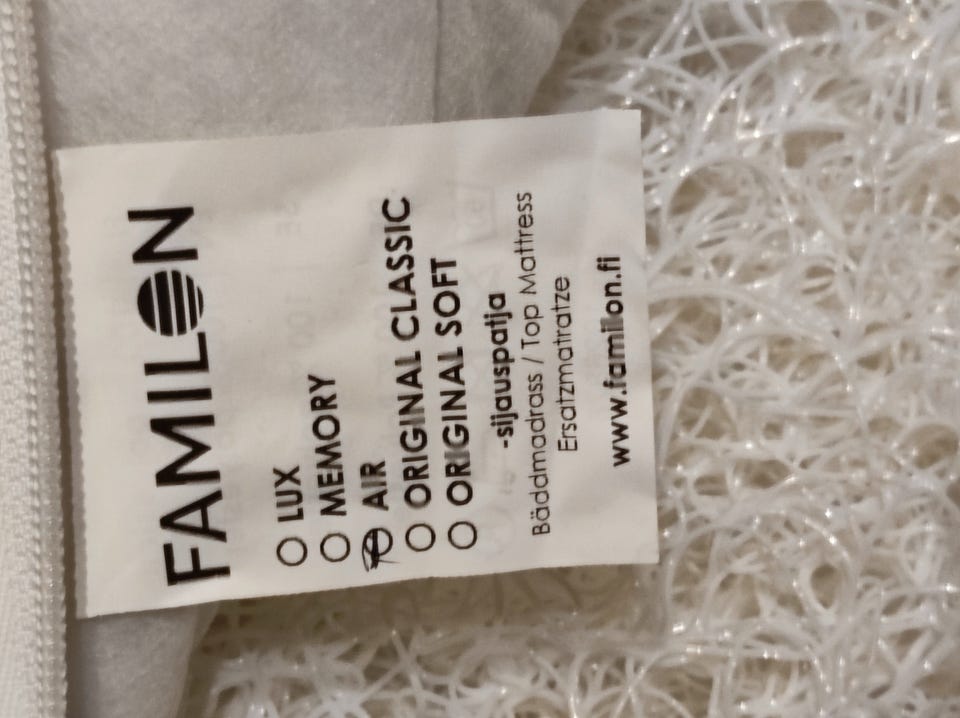 FAMILON
LUX
MEMORY
AIR
ORIGINAL CLASSIC
ORIGINAL SOFT
-sijauspatja
Bäddmadrass / Top Mattress
Ersatzmatratze
www.familon.fi